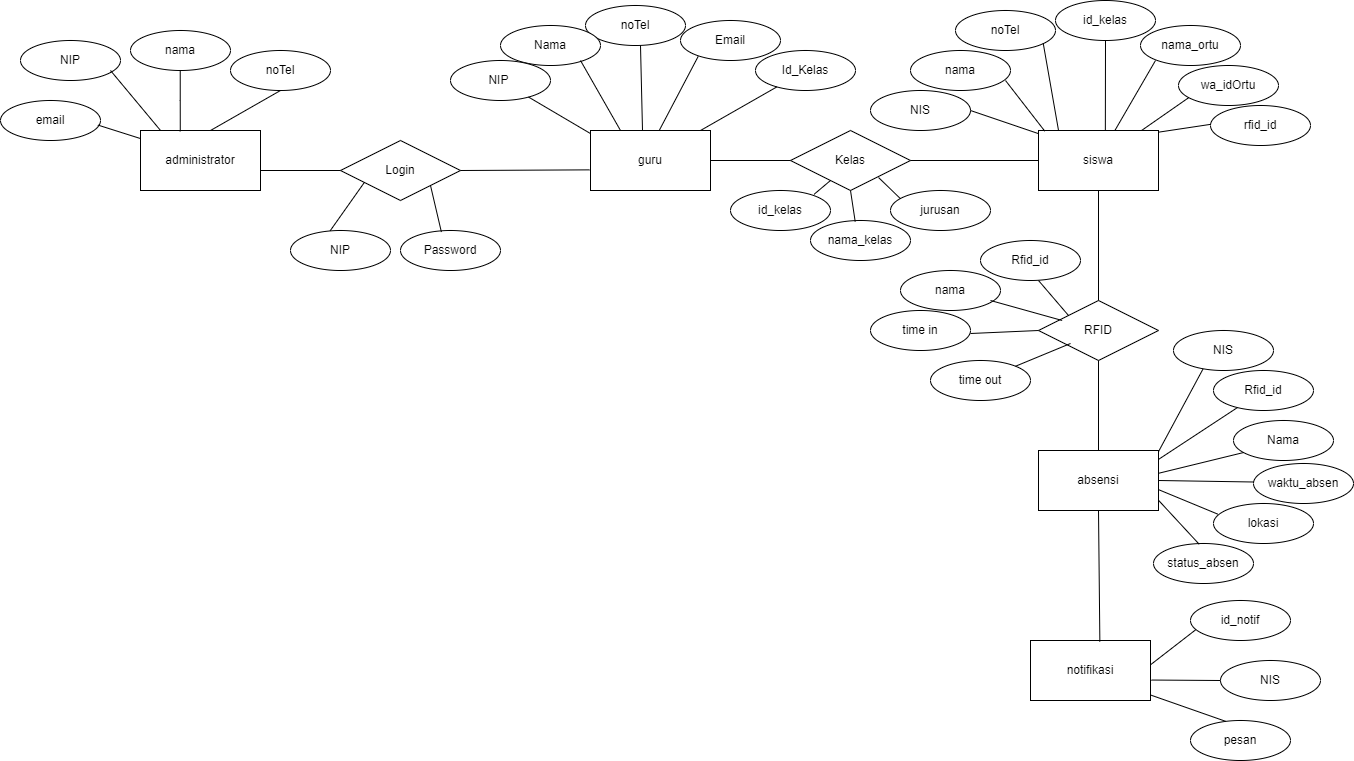 NIP
nama
noTel
email
administrator
Login
NIP
Password
NIP
Nama
noTel
Email
Id_Kelas
guru
Kelas
id_kelas
nama_kelas
jurusan
NIS
nama
noTel
id_kelas
nama_ortu
wa_idOrtu
rfid_id
siswa
Rfid_id
nama
time in
time out
RFID
NIS
Rfid_id
Nama
waktu_absen
lokasi
status_absen
absensi
notifikasi
id_notif
NIS
pesan